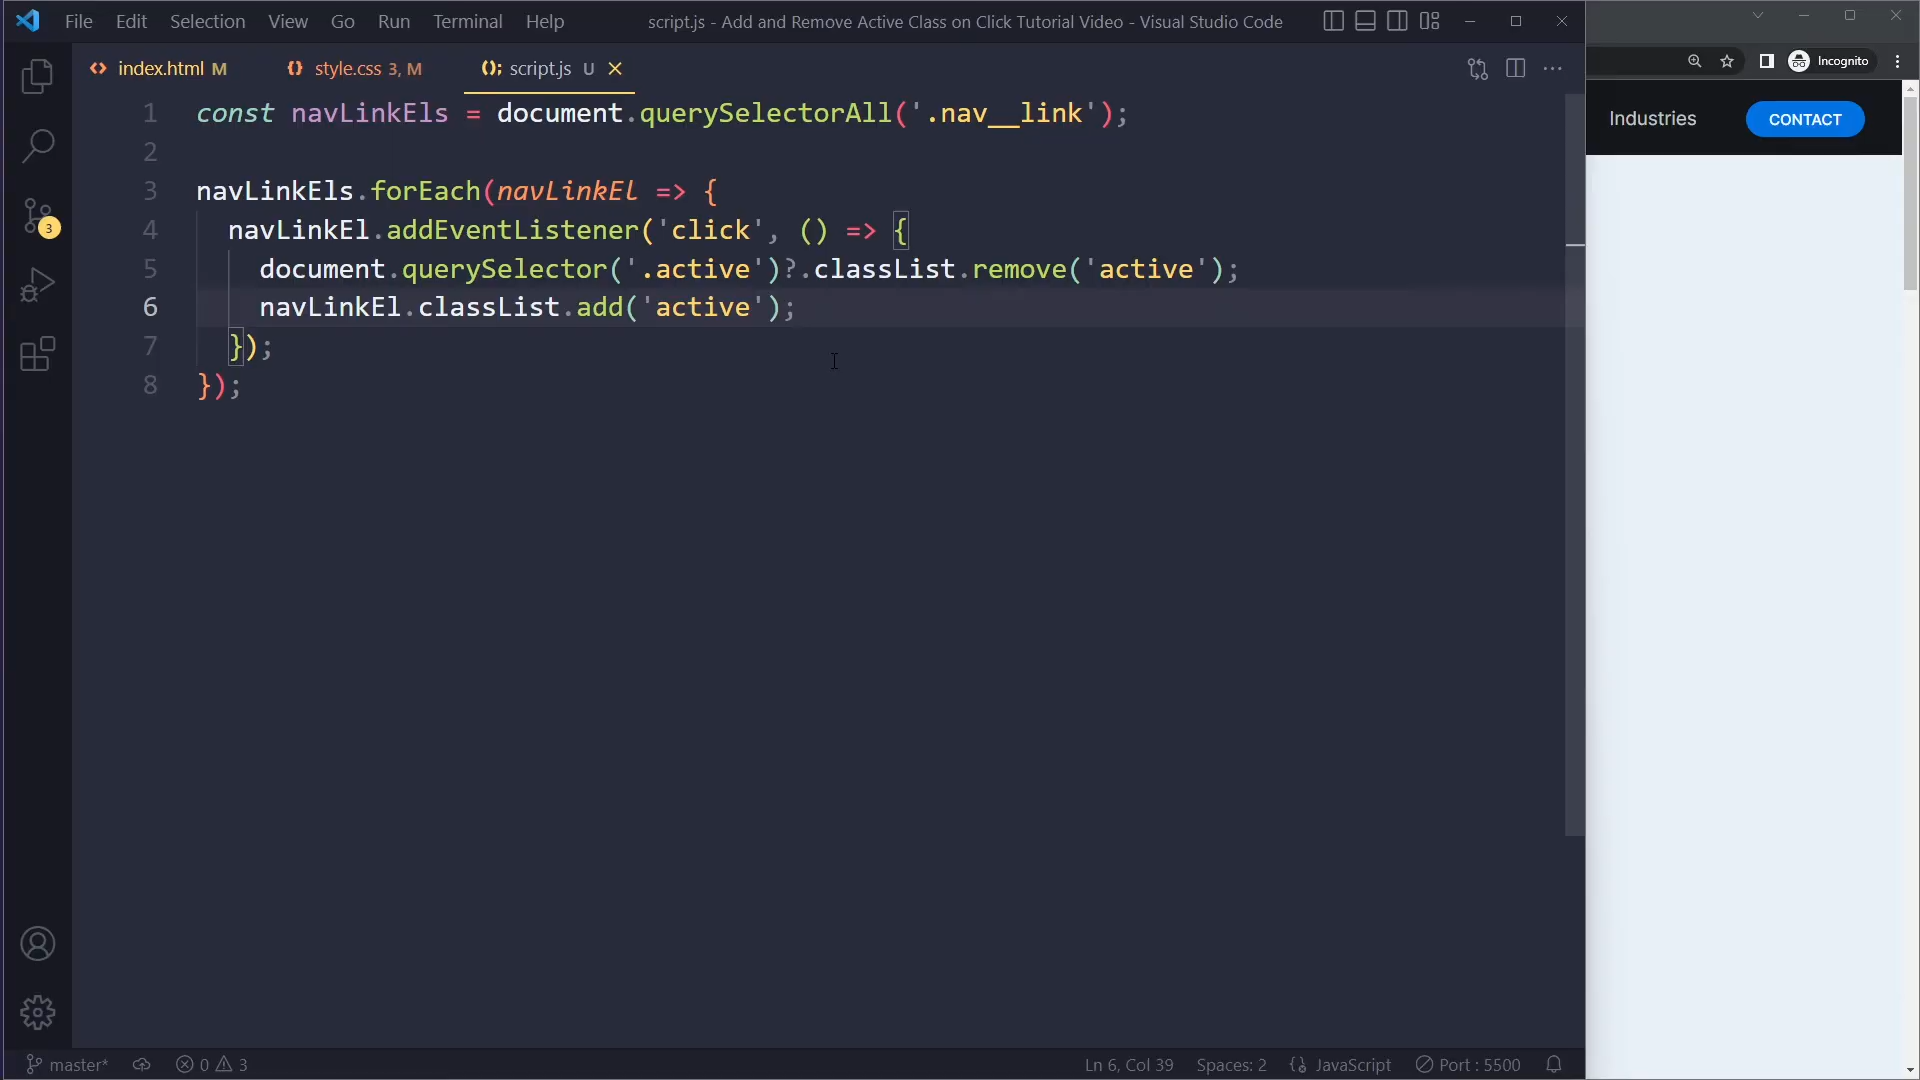 File Edit Selection View Go Run Terminal Help
script.js - Add and Remove Active Class on Click Tutorial Video - Visual Studio Code
index.html M
style.css 3, M
script.js U
Incognito
Industries CONTACT
1 const navLinkEls = document.querySelectorAll('.nav__link');
2
3 navLinkEls.forEach(navLinkEl => {
4 navLinkEl.addEventListener('click', () => {
5 document.querySelector('.active')?.classList.remove('active');
6 navLinkEl.classList.add('active');
7 });
8 });
3
master* 0 3
Ln 6, Col 39 Spaces: 2 JavaScript Port : 5500